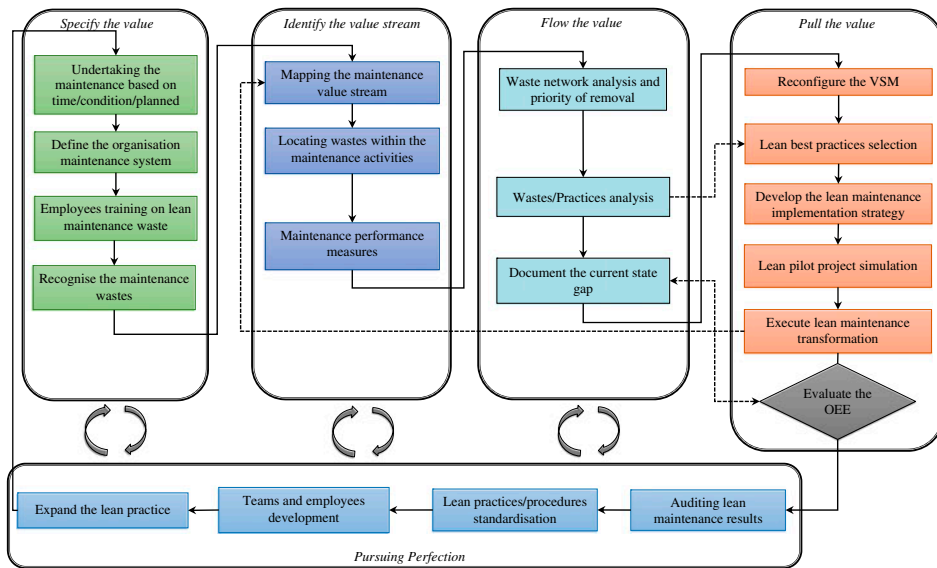 Specify the value
Undertaking the
maintenance based on
time/condition/planned
Define the organisation
maintenance system
Employees training on lean
maintenance waste
Recognise the maintenance
wastes
Identify the value stream
Mapping the maintenance
value stream
Locating wastes within the
maintenance activities
Maintenance performance
measures
Flow the value
Waste network analysis and
priority of removal
Wastes/Practices analysis
Document the current state
gap
Pull the value
Reconfigure the VSM
Lean best practices selection
Develop the lean maintenance
implementation strategy
Lean pilot project simulation
Execute lean maintenance
transformation
Evaluate the
OEE
Expand the lean practice
Teams and employees
development
Lean practices/procedures
standardisation
Auditing lean
maintenance results
Pursuing Perfection